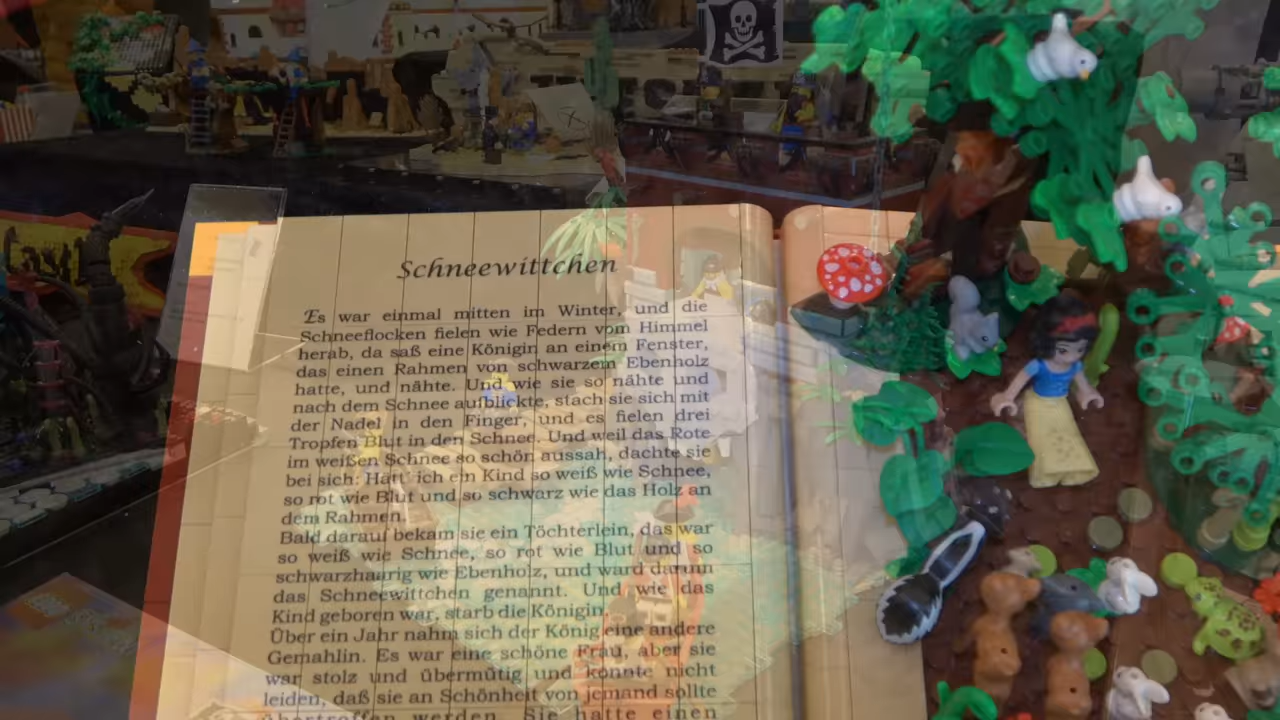 Schneewittchen
Es war einmal mitten im Winter, und die
Schneeflocken fielen wie Federn vom Himmel
herab, da saß eine Königin an einem Fenster,
das einen Rahmen von schwarzem Ebenholz
hatte, und nähte. Und wie sie so nähte und
nach dem Schnee aufblickte, stach sie sich mit
der Nadel in den Finger, und es fielen drei
Tropfen Blut in den Schnee. Und weil das Rote
im weißen Schnee so schön aussah, dachte sie
bei sich: Hätt' ich ein Kind so weiß wie Schnee,
so rot wie Blut und so schwarz wie das Holz an
dem Rahmen.
Bald darauf bekam sie ein Töchterlein, das war
so weiß wie Schnee, so rot wie Blut und so
schwarzhaarig wie Ebenholz, und ward darum
das Schneewittchen genannt. Und wie das
Kind geboren war, starb die Königin.
Über ein Jahr nahm sich der König eine andere
Gemahlin. Es war eine schöne Frau, aber sie
war stolz und übermütig und konnte nicht
leiden, daß sie an Schönheit von jemand sollte
übertroffen werden. Sie hatte einen